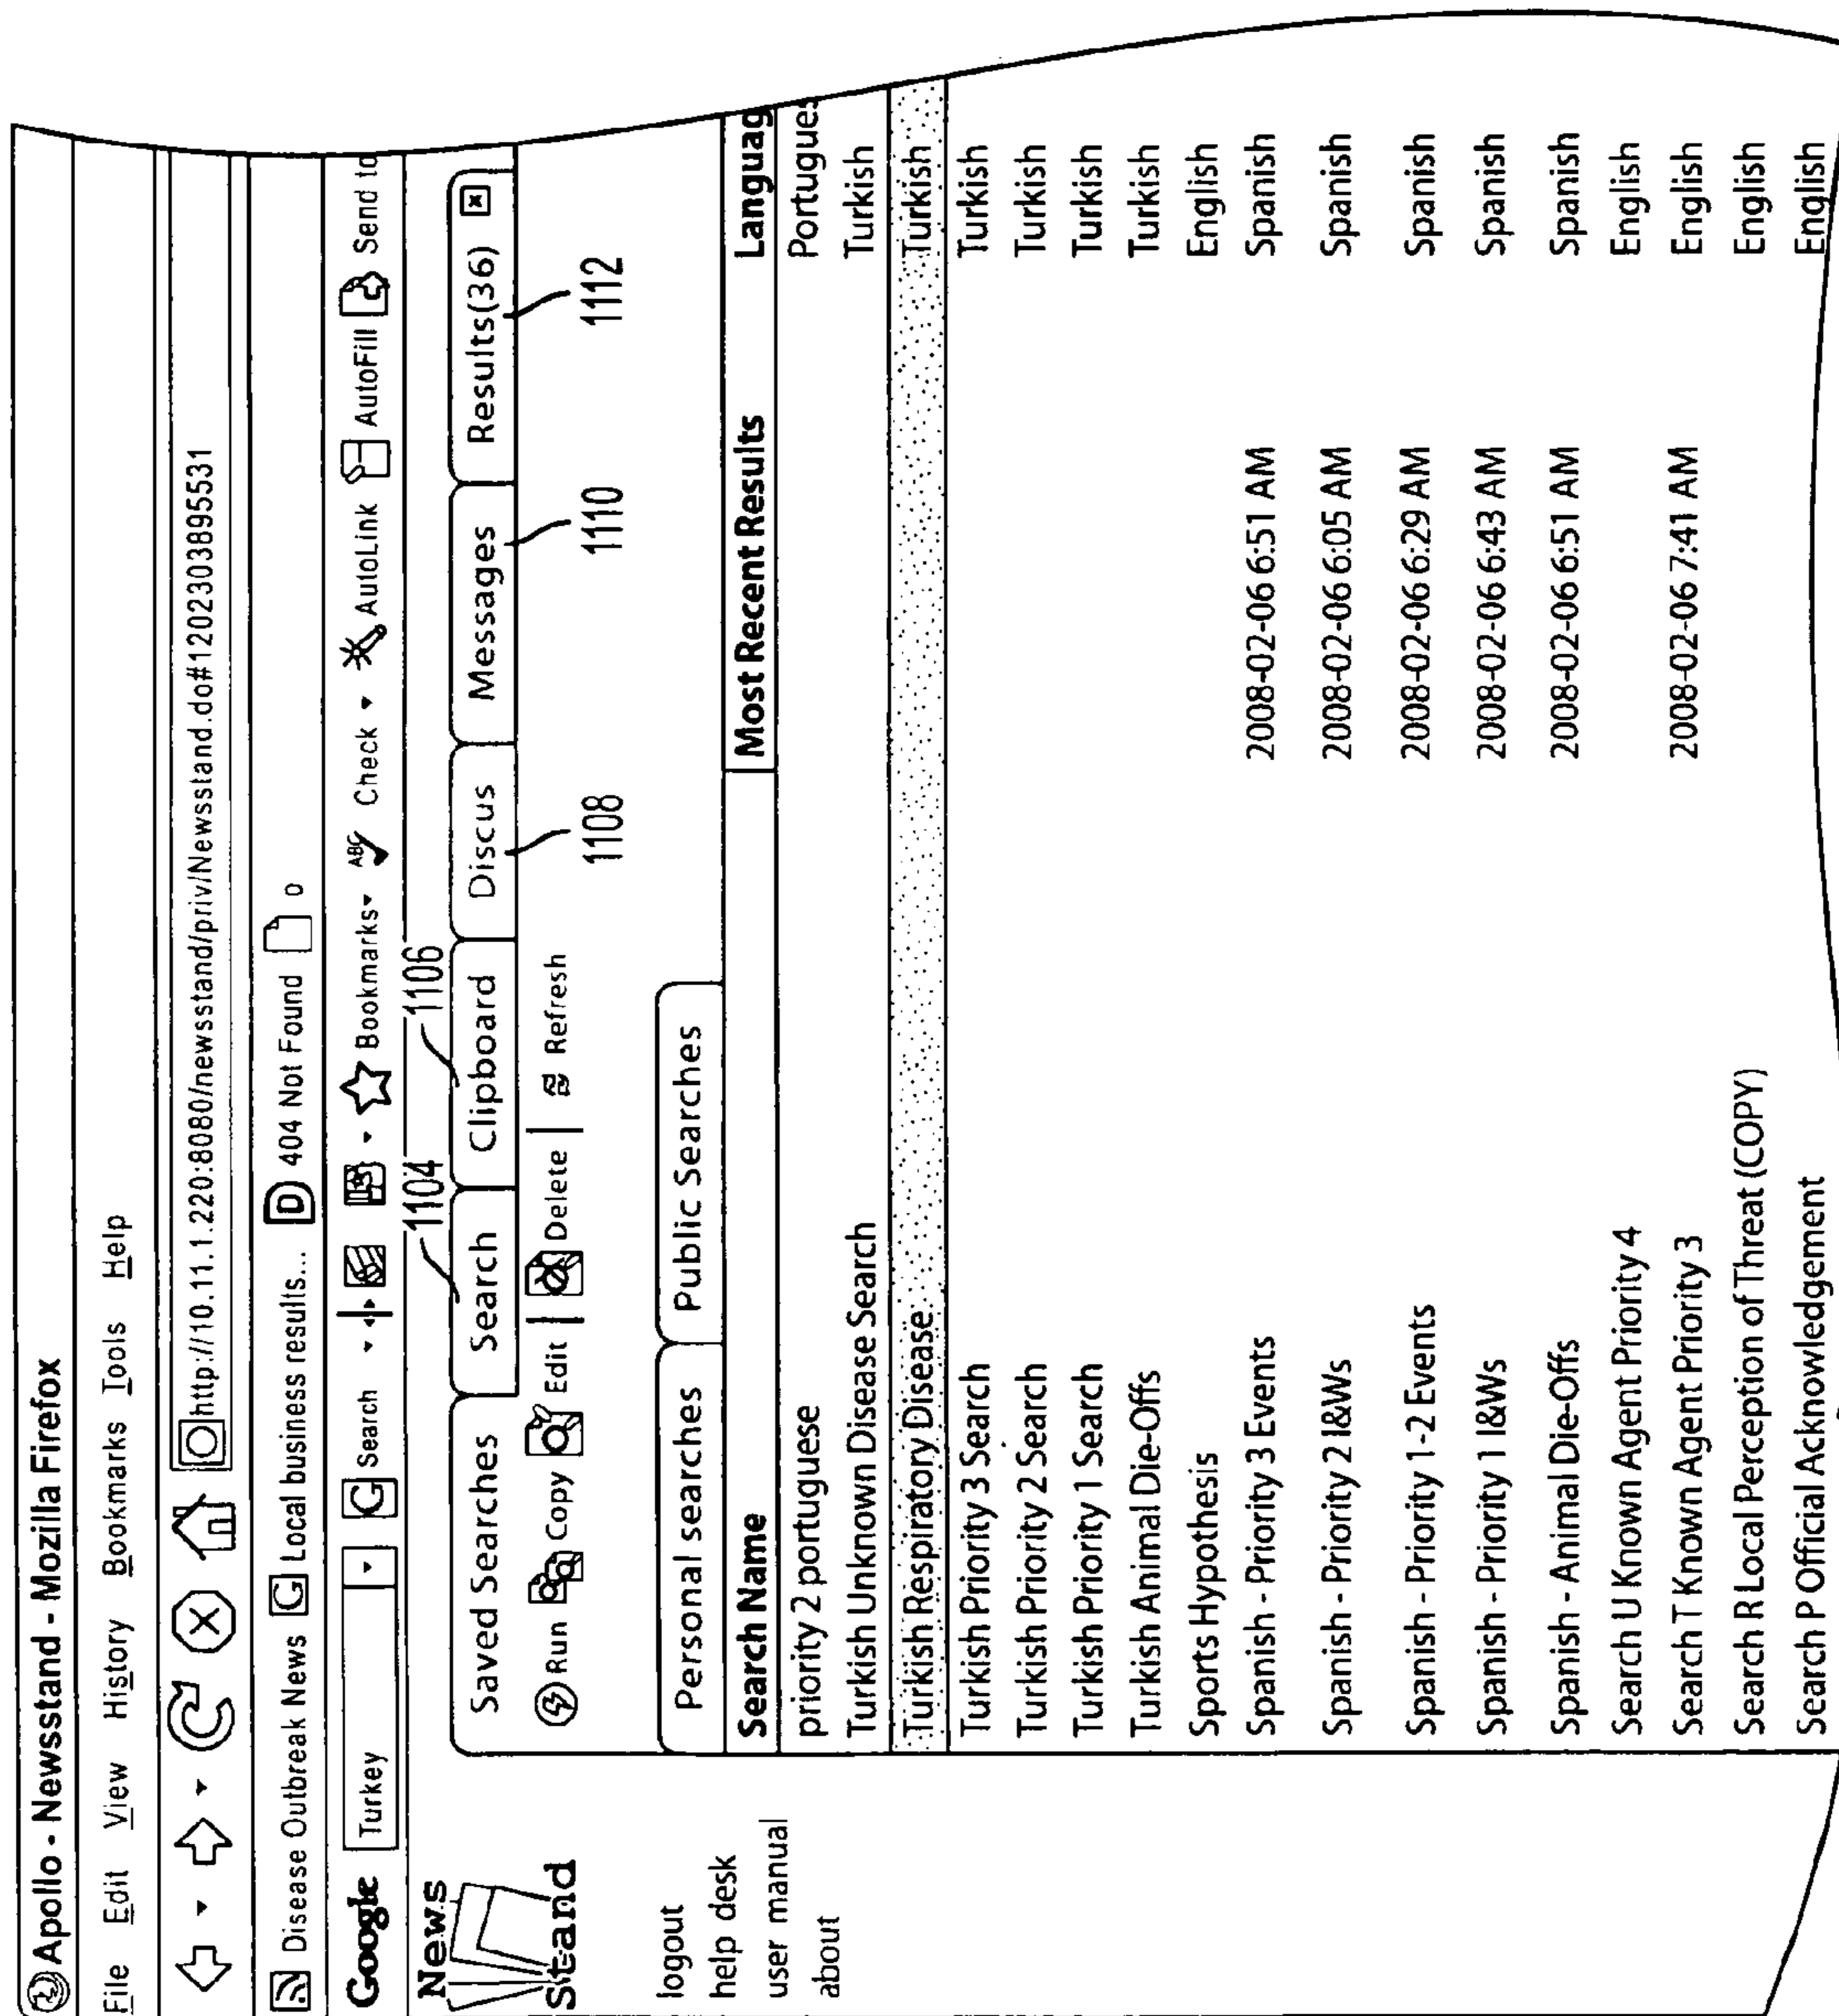 Apollo - Newsstand - Mozilla Firefox
File Edit View History Bookmarks Tools Help
http://10.11.1.220:8080/newsstand/priv/Newsstand.do#1202303895531
Disease Outbreak News G Local business results... D 404 Not Found o
Google Turkey G Search Bookmarks ABC Check AutoLink AutoFill Send to
News Stand
1104 1106
Saved Searches Search Clipboard Discus Messages Results(36) x
Run Copy Edit Delete Refresh
1108 1110 1112
logout
help desk
user manual
about
Personal searches Public Searches
Search Name Most Recent Results Languag
priority 2 portuguese Portugues
Turkish Unknown Disease Search Turkish
Turkish Respiratory Disease Turkish
Turkish Priority 3 Search Turkish
Turkish Priority 2 Search Turkish
Turkish Priority 1 Search Turkish
Turkish Animal Die-Offs Turkish
Sports Hypothesis English
Spanish - Priority 3 Events 2008-02-06 6:51 AM Spanish
Spanish - Priority 2 I&Ws 2008-02-06 6:05 AM Spanish
Spanish - Priority 1-2 Events 2008-02-06 6:29 AM Spanish
Spanish - Priority 1 I&Ws 2008-02-06 6:43 AM Spanish
Spanish - Animal Die-Offs 2008-02-06 6:51 AM Spanish
Search U Known Agent Priority 4 English
Search T Known Agent Priority 3 2008-02-06 7:41 AM English
Search R Local Perception of Threat (COPY) English
Search P Official Acknowledgement English